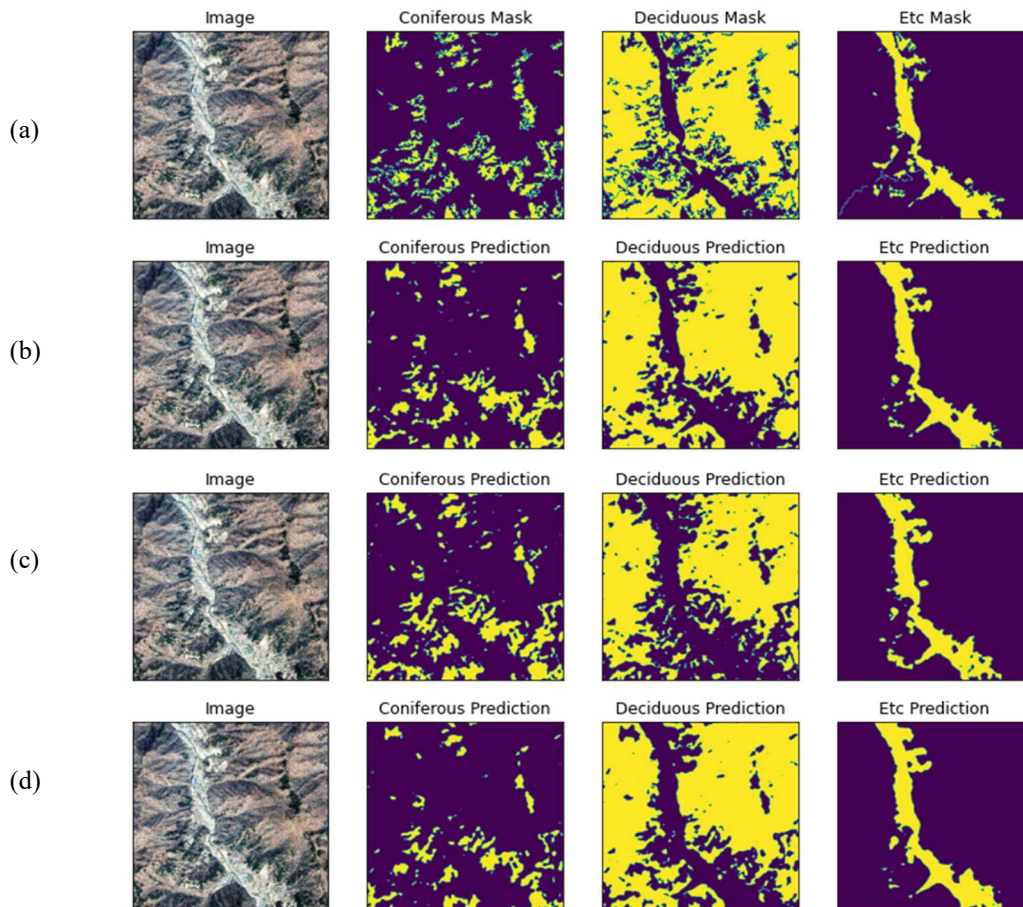 Image Coniferous Mask Deciduous Mask Etc Mask
(a)
Image Coniferous Prediction Deciduous Prediction Etc Prediction
(b)
Image Coniferous Prediction Deciduous Prediction Etc Prediction
(c)
Image Coniferous Prediction Deciduous Prediction Etc Prediction
(d)